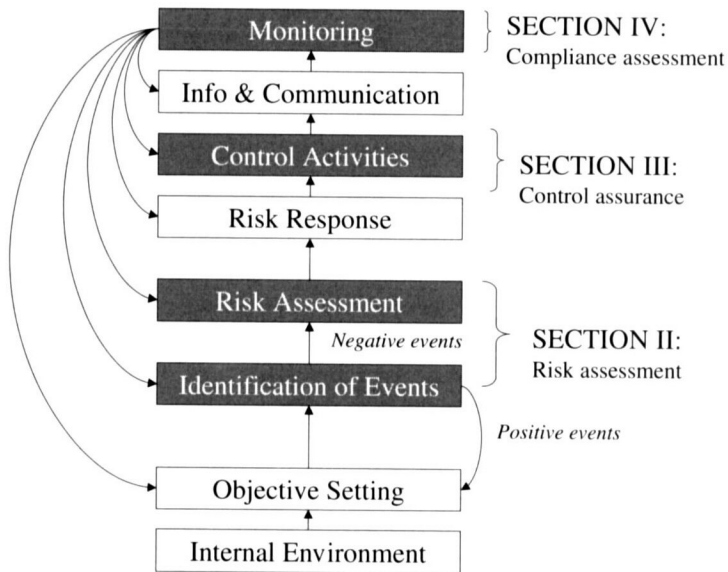 Monitoring
SECTION IV:
Compliance assessment
Info & Communication
Control Activities
SECTION III:
Control assurance
Risk Response
Risk Assessment
Negative events
SECTION II:
Risk assessment
Identification of Events
Positive events
Objective Setting
Internal Environment